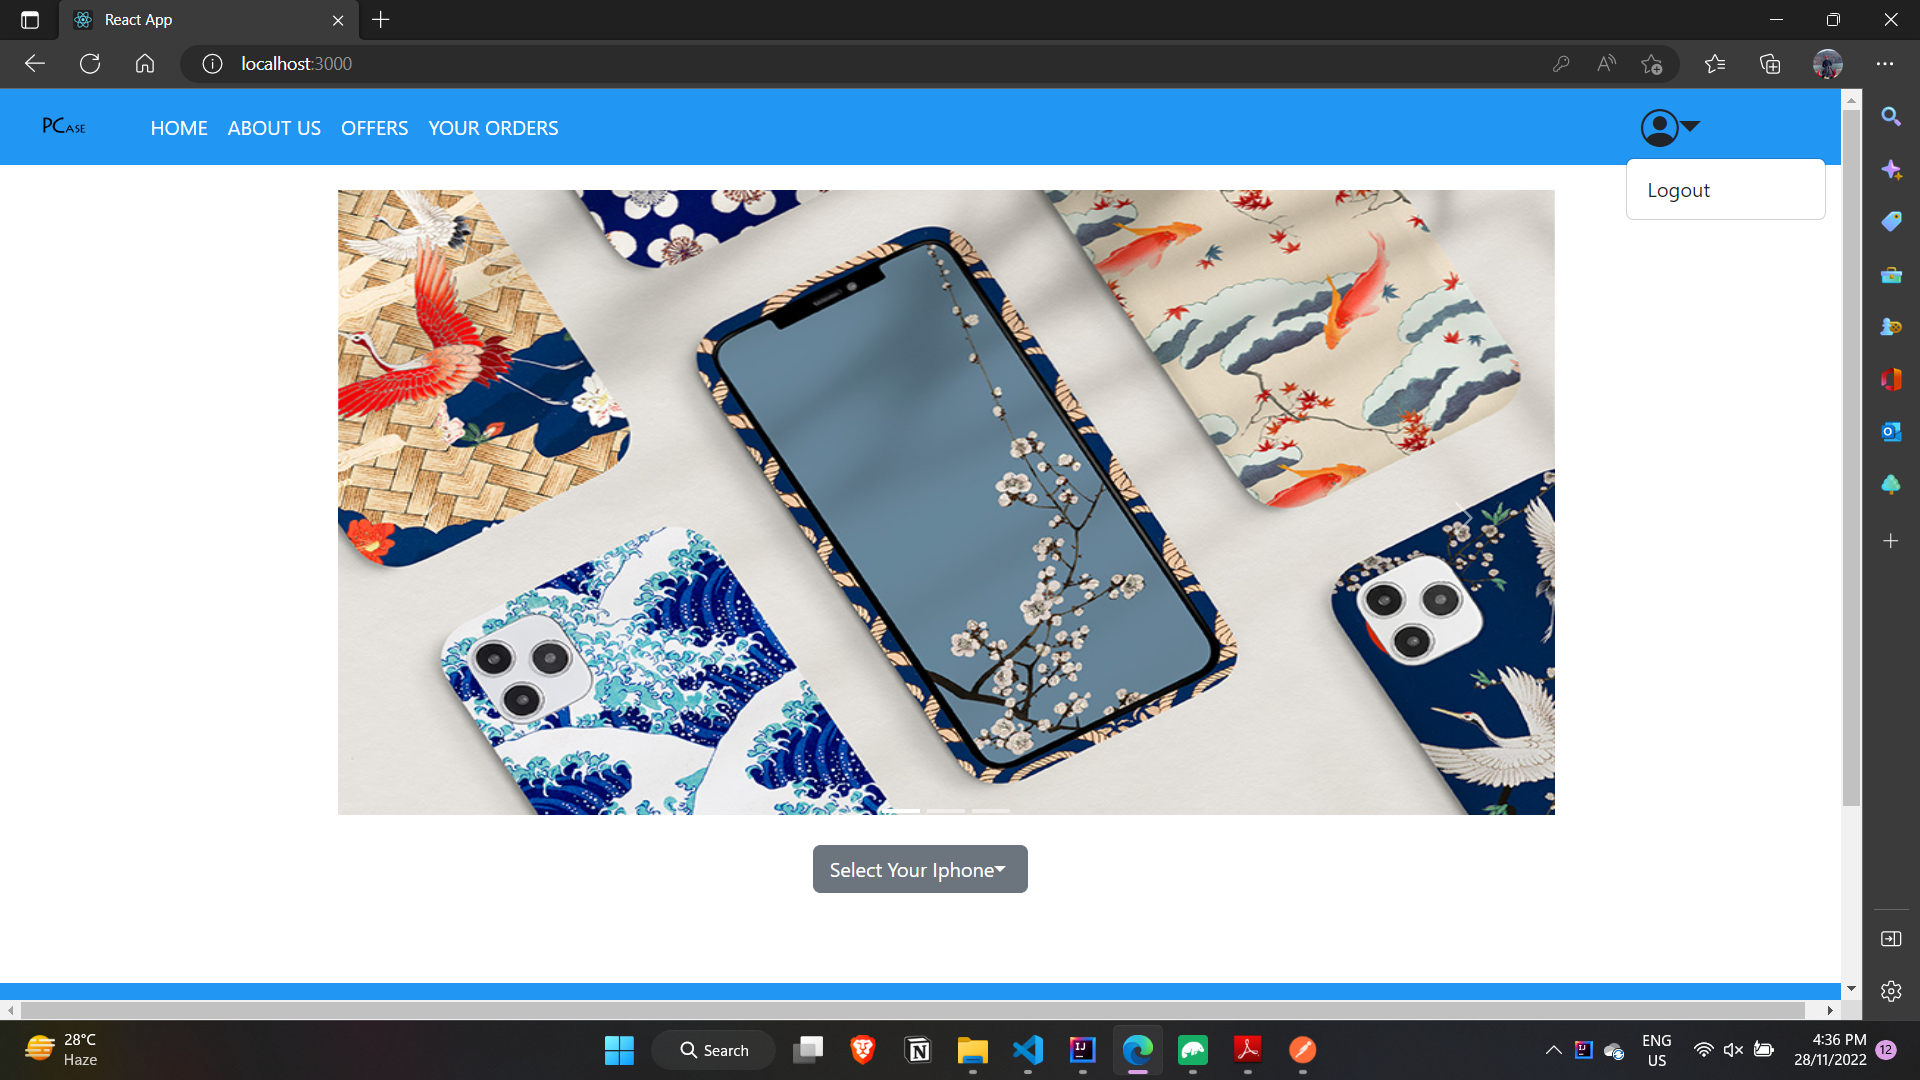 React App
localhost:3000
PCASE
HOME ABOUT US OFFERS YOUR ORDERS
Logout
Select Your Iphone
28°C
Haze
Search
ENG
US
4:36 PM
28/11/2022
12